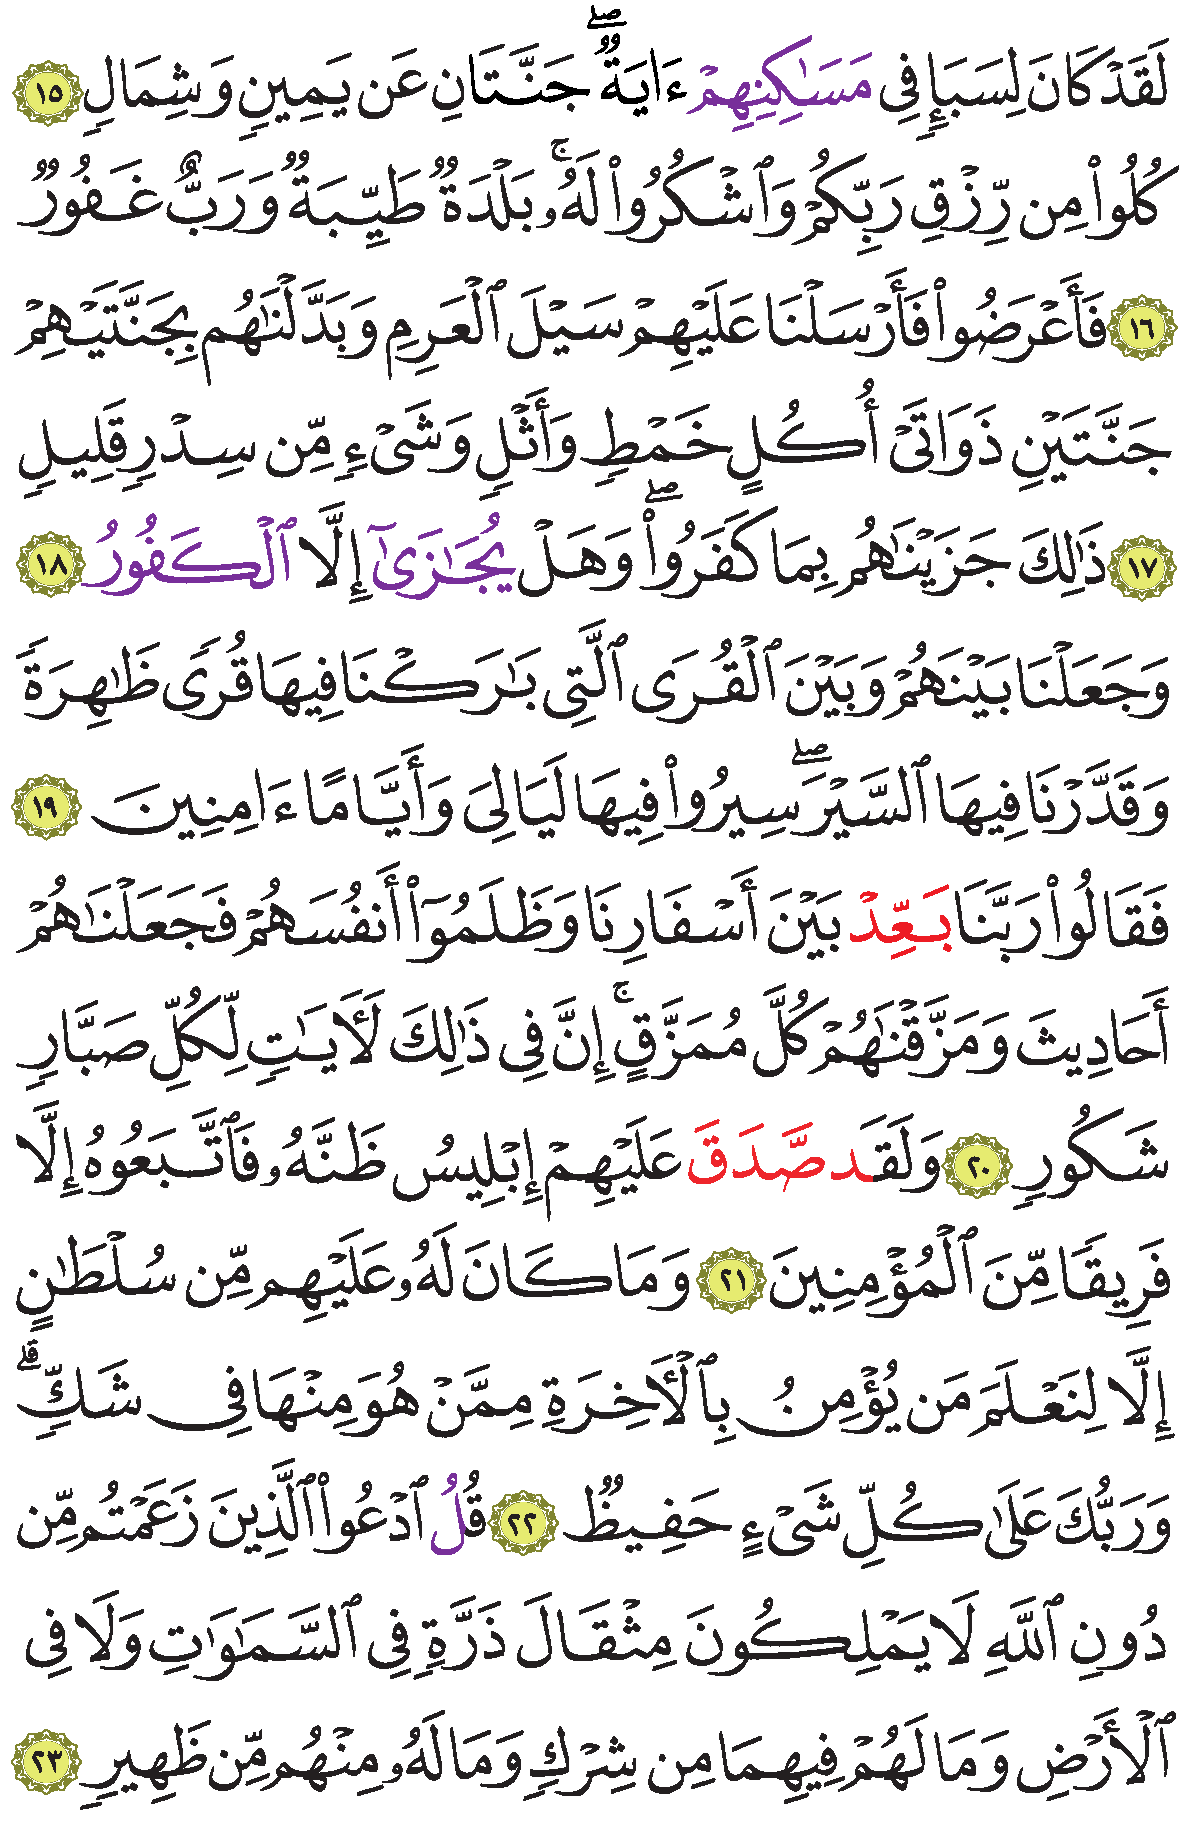 لَقَدۡ كَانَ لِسَبَإٖ فِي مَسَٰكِنِهِمۡ ءَايَةٞۖ جَنَّتَانِ عَن يَمِينٖ وَشِمَالٖ ١٥
كُلُواْ مِن رِّزۡقِ رَبِّكُمۡ وَٱشۡكُرُواْ لَهُۥۚ بَلۡدَةٞ طَيِّبَةٞ وَرَبٌّ غَفُورٞ
١٦ فَأَعۡرَضُواْ فَأَرۡسَلۡنَا عَلَيۡهِمۡ سَيۡلَ ٱلۡعَرِمِ وَبَدَّلۡنَٰهُم بِجَنَّتَيۡهِمۡ
جَنَّتَيۡنِ ذَوَاتَيۡ أُكُلٍ خَمۡطٖ وَأَثۡلٖ وَشَيۡءٖ مِّن سِدۡرٖ قَلِيلٖ
١٧ ذَٰلِكَ جَزَيۡنَٰهُم بِمَا كَفَرُواْۖ وَهَلۡ يُجَٰزَىٰٓ إِلَّا ٱلۡكَفُورُ ١٨
وَجَعَلۡنَا بَيۡنَهُمۡ وَبَيۡنَ ٱلۡقُرَى ٱلَّتِي بَٰرَكۡنَا فِيهَا قُرٗى ظَٰهِرَةٗ
وَقَدَّرۡنَا فِيهَا ٱلسَّيۡرَۖ سِيرُواْ فِيهَا لَيَالِيَ وَأَيَّامًا ءَامِنِينَ ١٩
فَقَالُواْ رَبَّنَا بَعِّدۡ بَيۡنَ أَسۡفَارِنَا وَظَلَمُوٓاْ أَنفُسَهُمۡ فَجَعَلۡنَٰهُمۡ
أَحَادِيثَ وَمَزَّقۡنَٰهُمۡ كُلَّ مُمَزَّقٍۚ إِنَّ فِي ذَٰلِكَ لَأٓيَٰتٖ لِّكُلِّ صَبَّارٖ
شَكُورٖ ٢٠ وَلَقَد صَّدَقَ عَلَيۡهِمۡ إِبۡلِيسُ ظَنَّهُۥ فَٱتَّبَعُوهُ إِلَّا
فَرِيقٗا مِّنَ ٱلۡمُؤۡمِنِينَ ٢١ وَمَا كَانَ لَهُۥ عَلَيۡهِم مِّن سُلۡطَٰنٍ
إِلَّا لِنَعۡلَمَ مَن يُؤۡمِنُ بِٱلۡأٓخِرَةِ مِمَّنۡ هُوَ مِنۡهَا فِي شَكّٖۗ
وَرَبُّكَ عَلَىٰ كُلِّ شَيۡءٍ حَفِيظٞ ٢٢ قُلُ ٱدۡعُواْ ٱلَّذِينَ زَعَمۡتُم مِّن
دُونِ ٱللَّهِ لَا يَمۡلِكُونَ مِثۡقَالَ ذَرَّةٖ فِي ٱلسَّمَٰوَٰتِ وَلَا فِي
ٱلۡأَرۡضِ وَمَا لَهُمۡ فِيهِمَا مِن شِرۡكٖ وَمَا لَهُۥ مِنۡهُم مِّن ظَهِيرٖ ٢٣